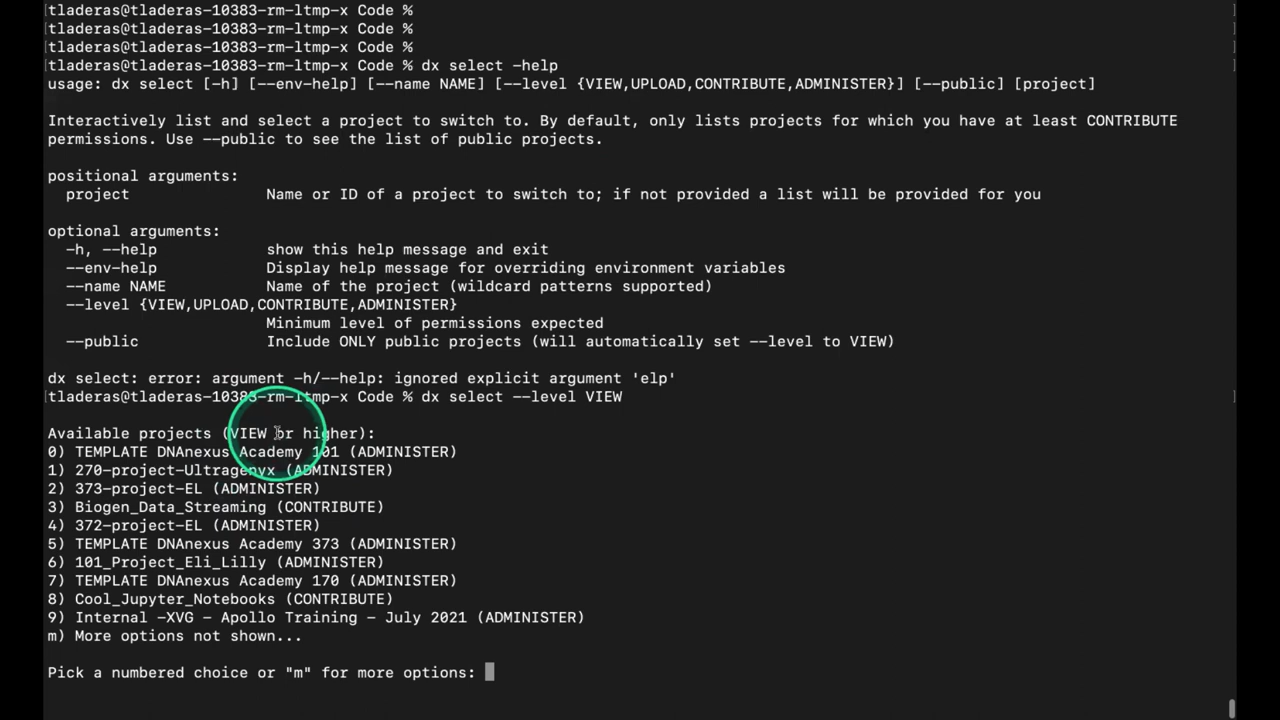 tladeras@tladeras-10383-rm-ltmp-x Code %
tladeras@tladeras-10383-rm-ltmp-x Code %
tladeras@tladeras-10383-rm-ltmp-x Code %
tladeras@tladeras-10383-rm-ltmp-x Code % dx select -help
usage: dx select [-h] [--env-help] [--name NAME] [--level {VIEW,UPLOAD,CONTRIBUTE,ADMINISTER}] [--public] [project]
Interactively list and select a project to switch to. By default, only lists projects for which you have at least CONTRIBUTE
permissions. Use --public to see the list of public projects.
positional arguments:
project Name or ID of a project to switch to; if not provided a list will be provided for you
optional arguments:
-h, --help show this help message and exit
--env-help Display help message for overriding environment variables
--name NAME Name of the project (wildcard patterns supported)
--level {VIEW,UPLOAD,CONTRIBUTE,ADMINISTER}
Minimum level of permissions expected
--public Include ONLY public projects (will automatically set --level to VIEW)
dx select: error: argument -h/--help: ignored explicit argument 'elp'
tladeras@tladeras-10383-rm-ltmp-x Code % dx select --level VIEW
Available projects (VIEW or higher):
0) TEMPLATE DNAnexus Academy 101 (ADMINISTER)
1) 270-project-Ultragenyx (ADMINISTER)
2) 373-project-EL (ADMINISTER)
3) Biogen_Data_Streaming (CONTRIBUTE)
4) 372-project-EL (ADMINISTER)
5) TEMPLATE DNAnexus Academy 373 (ADMINISTER)
6) 101_Project_Eli_Lilly (ADMINISTER)
7) TEMPLATE DNAnexus Academy 170 (ADMINISTER)
8) Cool_Jupyter_Notebooks (CONTRIBUTE)
9) Internal -XVG - Apollo Training - July 2021 (ADMINISTER)
m) More options not shown...
Pick a numbered choice or "m" for more options: